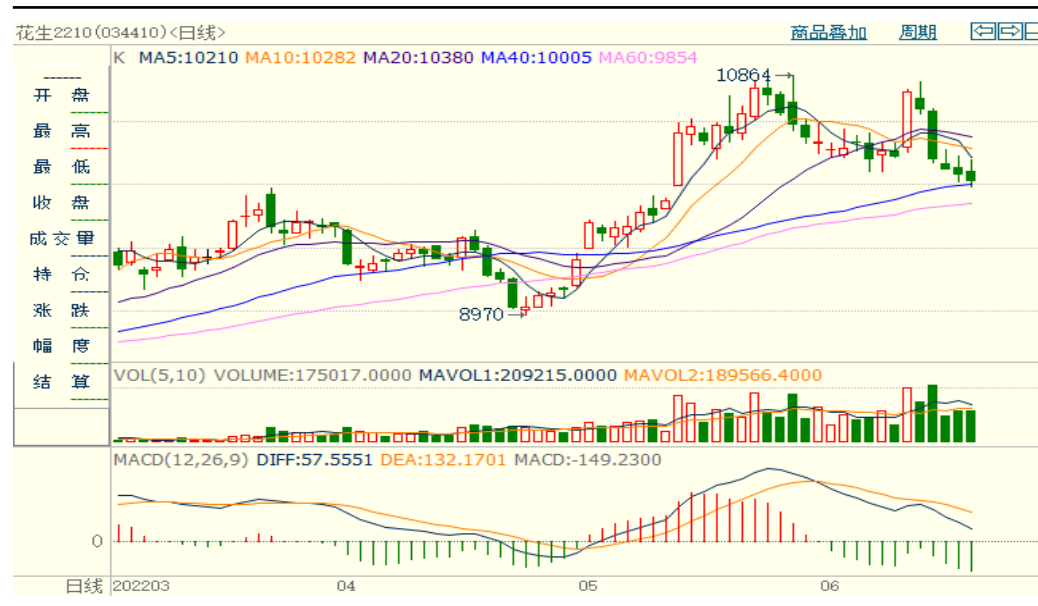 花生2210(034410)<日线>
商品叠加 周期
K MA5:10210 MA10:10282 MA20:10380 MA40:10005 MA60:9854
10864
开 盘
最 高
最 低
收 盘
成交量
持 仓
涨 跌
幅 度
结 算
8970
VOL(5,10) VOLUME:175017.0000 MAVOL1:209215.0000 MAVOL2:189566.4000
MACD(12,26,9) DIFF:57.5551 DEA:132.1701 MACD:-149.2300
0
日线 202203 04 05 06